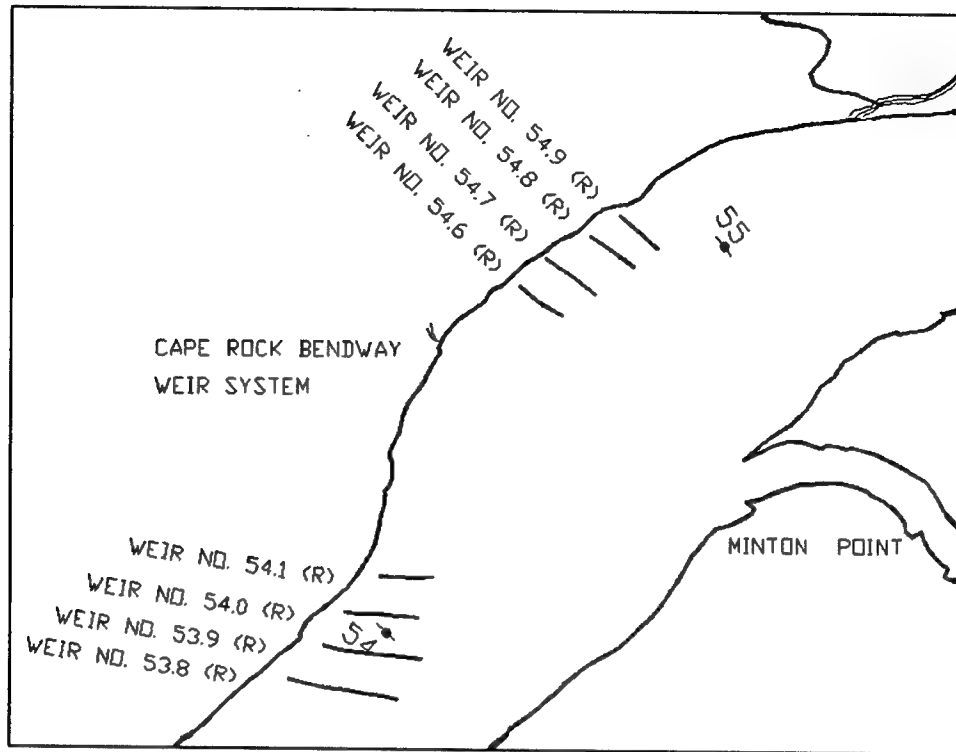 WEIR NO. 54.9 (R)
WEIR NO. 54.8 (R)
WEIR NO. 54.7 (R)
WEIR NO. 54.6 (R)
55
CAPE ROCK BENDWAY
WEIR SYSTEM
MINTON POINT
WEIR NO. 54.1 (R)
WEIR NO. 54.0 (R)
WEIR NO. 53.9 (R)
WEIR NO. 53.8 (R)
54